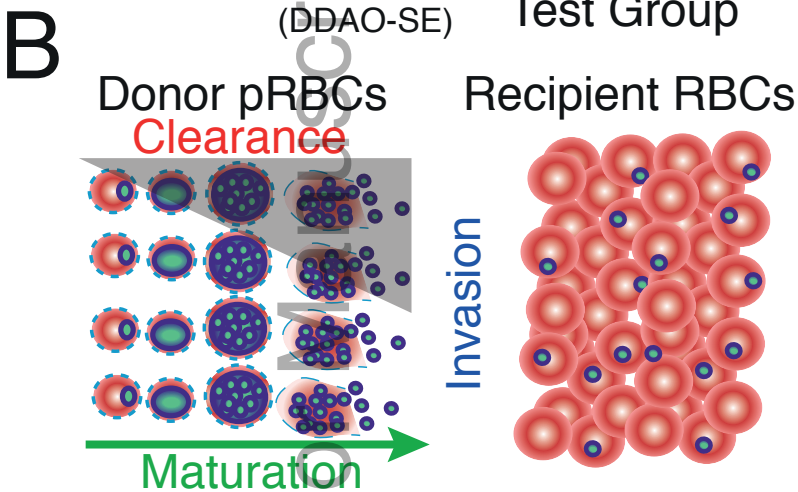 B
(DDAO-SE)
Test Group
Donor pRBCs
Recipient RBCs
Clearance
Invasion
Maturation